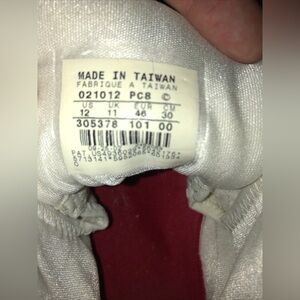 MADE IN TAIWAN
FABRIQUE A TAIWAN
021012 PC8 ©
US UK EUR CM
12 11 46 30
305378 101 00